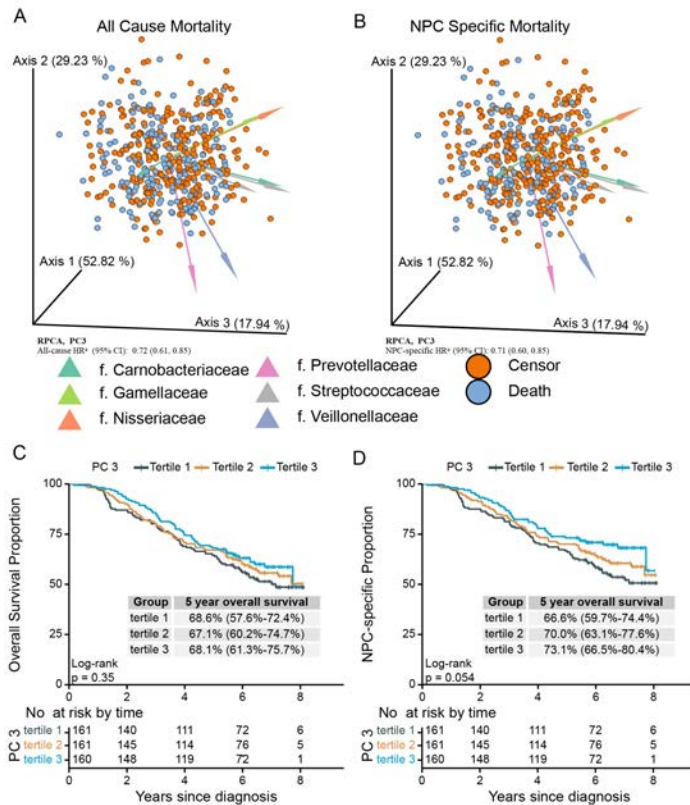 A
All Cause Mortality
Axis 2 (29.23 %)
Axis 1 (52.82 %)
Axis 3 (17.94 %)
RPCA, PC3
All-cause HR* (95% CI): 0.72 (0.61, 0.85)
B
NPC Specific Mortality
Axis 2 (29.23 %)
Axis 1 (52.82 %)
Axis 3 (17.94 %)
RPCA, PC3
NPC-specific HR* (95% CI): 0.71 (0.60, 0.85)
f. Carnobacteriaceae
f. Gamellaceae
f. Nisseriaceae
f. Prevotellaceae
f. Streptococcaceae
f. Veillonellaceae
Censor
Death
C
PC 3 Tertile 1 Tertile 2 Tertile 3
Overall Survival Proportion
100
75
50
25
0
Group 5 year overall survival
tertile 1 68.6% (57.6%-72.4%)
tertile 2 67.1% (60.2%-74.7%)
tertile 3 68.1% (61.3%-75.7%)
Log-rank
p = 0.35
0 2 4 6 8
No at risk by time
PC 3
tertile 1 161 140 111 72 6
tertile 2 161 145 114 76 5
tertile 3 160 148 119 72 1
0 2 4 6 8
Years since diagnosis
D
PC 3 Tertile 1 Tertile 2 Tertile 3
NPC-specific Proportion
100
75
50
25
0
Group 5 year overall survival
tertile 1 66.6% (59.7%-74.4%)
tertile 2 70.0% (63.1%-77.6%)
tertile 3 73.1% (66.5%-80.4%)
Log-rank
p = 0.054
0 2 4 6 8
No at risk by time
PC 3
tertile 1 161 140 111 72 6
tertile 2 161 145 114 76 5
tertile 3 160 148 119 72 1
0 2 4 6 8
Years since diagnosis